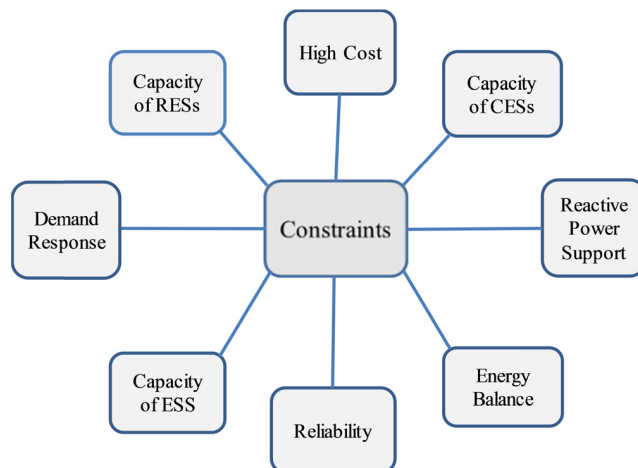 High Cost
Capacity
of RESs
Capacity
of CESs
Demand
Response
Constraints
Reactive
Power
Support
Capacity
of ESS
Reliability
Energy
Balance